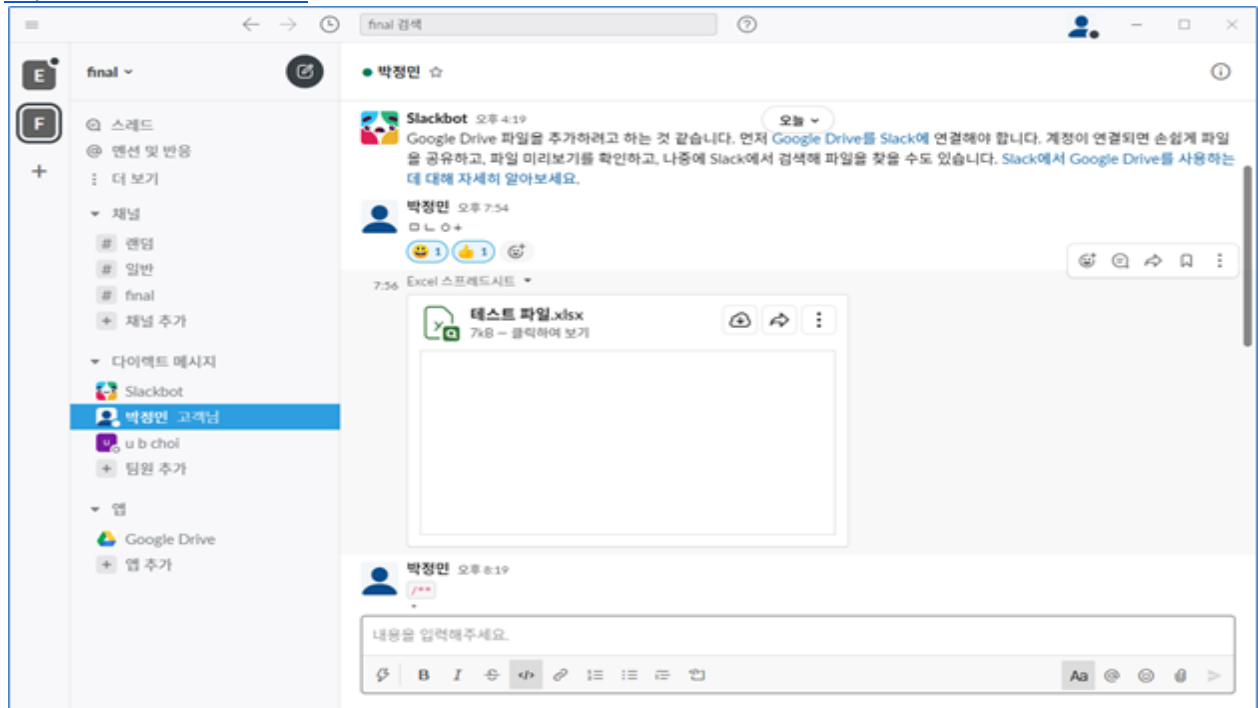 final 검색
E
final
박정민
F
스레드
멘션 및 반응
더 보기
채널
# 랜덤
# 일반
# final
+ 채널 추가
다이렉트 메시지
Slackbot
박정민 고객님
u b choi
+ 팀원 추가
앱
Google Drive
+ 앱 추가
Slackbot 오후 4:19
오늘
Google Drive 파일을 추가하려고 하는 것 같습니다. 먼저 Google Drive를 Slack에 연결해야 합니다. 계정이 연결되면 손쉽게 파일
을 공유하고, 파일 미리보기를 확인하고, 나중에 Slack에서 검색해 파일을 찾을 수도 있습니다. Slack에서 Google Drive를 사용하는
데 대해 자세히 알아보세요.
박정민 오후 7:54
ㅁㄴㅇ+
1 1
7:56 Excel 스프레드시트
테스트 파일.xlsx
7kB – 클릭하여 보기
박정민 오후 8:19
/**
*
내용을 입력해주세요.
B I Aa @